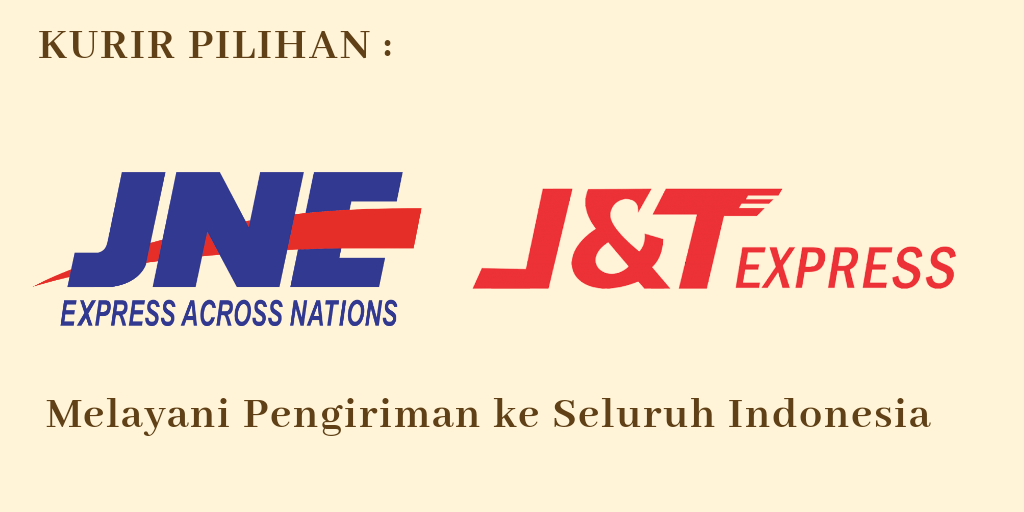 KURIR PILIHAN :
JNE
EXPRESS ACROSS NATIONS
J&T EXPRESS
Melayani Pengiriman ke Seluruh Indonesia